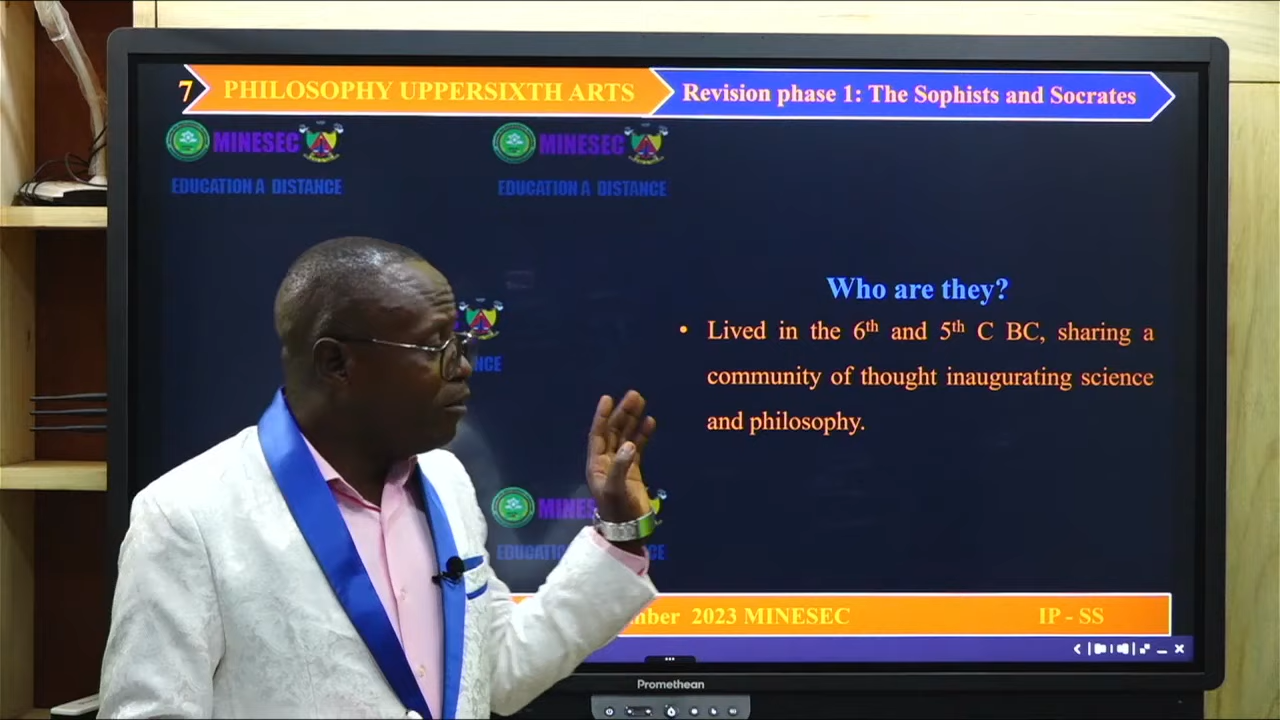 7 PHILOSOPHY UPPERSIXTH ARTS Revision phase 1: The Sophists and Socrates
MINESEC MINESEC
EDUCATION A DISTANCE EDUCATION A DISTANCE
Who are they?
• Lived in the 6th and 5th C BC, sharing a
community of thought inaugurating science
and philosophy.
2023 MINESEC IP - SS
Promethean